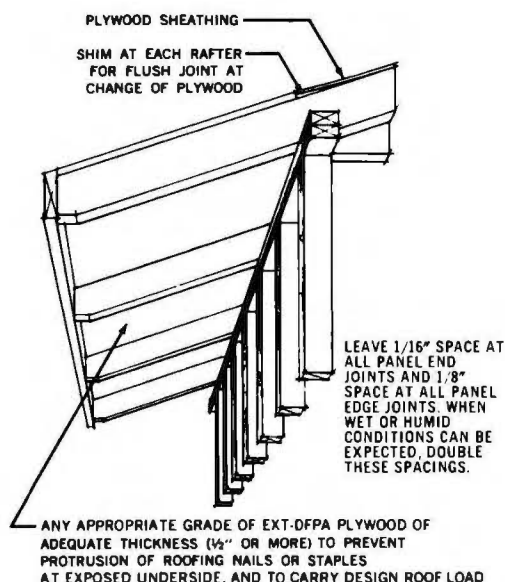 PLYWOOD SHEATHING
SHIM AT EACH RAFTER
FOR FLUSH JOINT AT
CHANGE OF PLYWOOD
LEAVE 1/16" SPACE AT
ALL PANEL END
JOINTS AND 1/8"
SPACE AT ALL PANEL
EDGE JOINTS. WHEN
WET OR HUMID
CONDITIONS CAN BE
EXPECTED, DOUBLE
THESE SPACINGS.
ANY APPROPRIATE GRADE OF EXT-DFPA PLYWOOD OF
ADEQUATE THICKNESS (½" OR MORE) TO PREVENT
PROTRUSION OF ROOFING NAILS OR STAPLES
AT EXPOSED UNDERSIDE, AND TO CARRY DESIGN ROOF LOAD